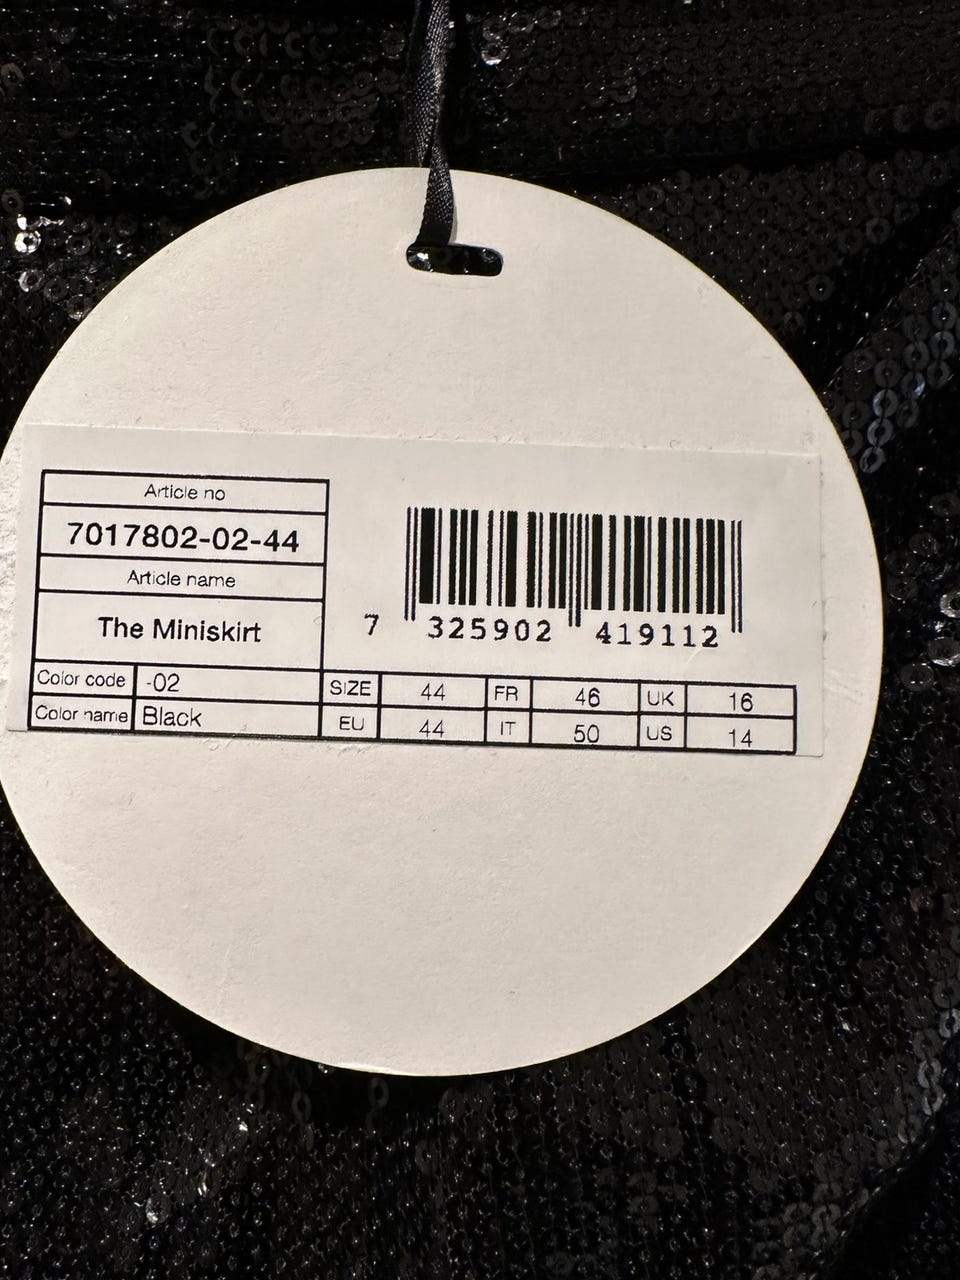 Article no
7017802-02-44
Article name
The Miniskirt
Color code -02
Color name Black
7 325902 419112
SIZE 44 FR 46 UK 16
EU 44 IT 50 US 14